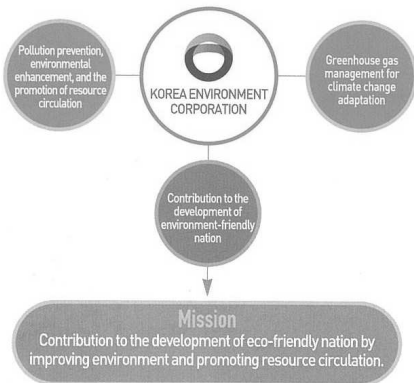 Pollution prevention,
environmental
enhancement, and the
promotion of resource
circulation
KOREA ENVIRONMENT
CORPORATION
Greenhouse gas
management for
climate change
adaptation
Contribution to the
development of
environment-friendly
nation
Mission
Contribution to the development of eco-friendly nation by
improving environment and promoting resource circulation.